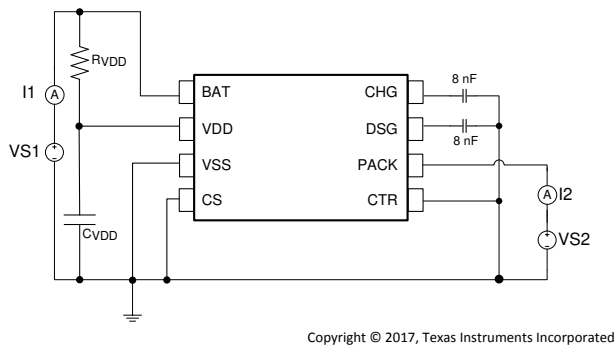 RVDD
I1
A
VS1
CVDD
BAT
VDD
VSS
CS
CHG
DSG
PACK
CTR
8 nF
8 nF
A
I2
VS2
Copyright © 2017, Texas Instruments Incorporated